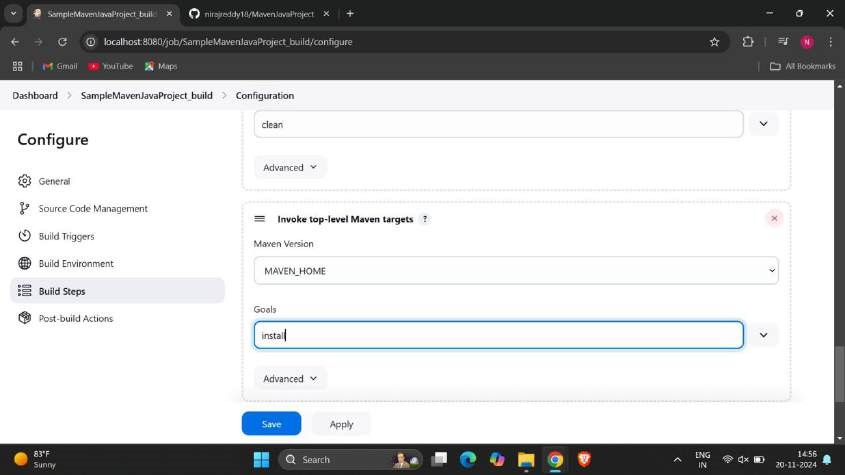 SampleMavenJavaProject_build
nirajreddy18/MavenJavaProject
localhost:8080/job/SampleMavenJavaProject_build/configure
N
Gmail
YouTube
Maps
All Bookmarks
Dashboard > SampleMavenJavaProject_build > Configuration
Configure
General
Source Code Management
Build Triggers
Build Environment
Build Steps
Post-build Actions
clean
Advanced
Invoke top-level Maven targets ?
Maven Version
MAVEN_HOME
Goals
install
Advanced
Save
Apply
83°F
Sunny
Search
ENG
IN
14:56
20-11-2024